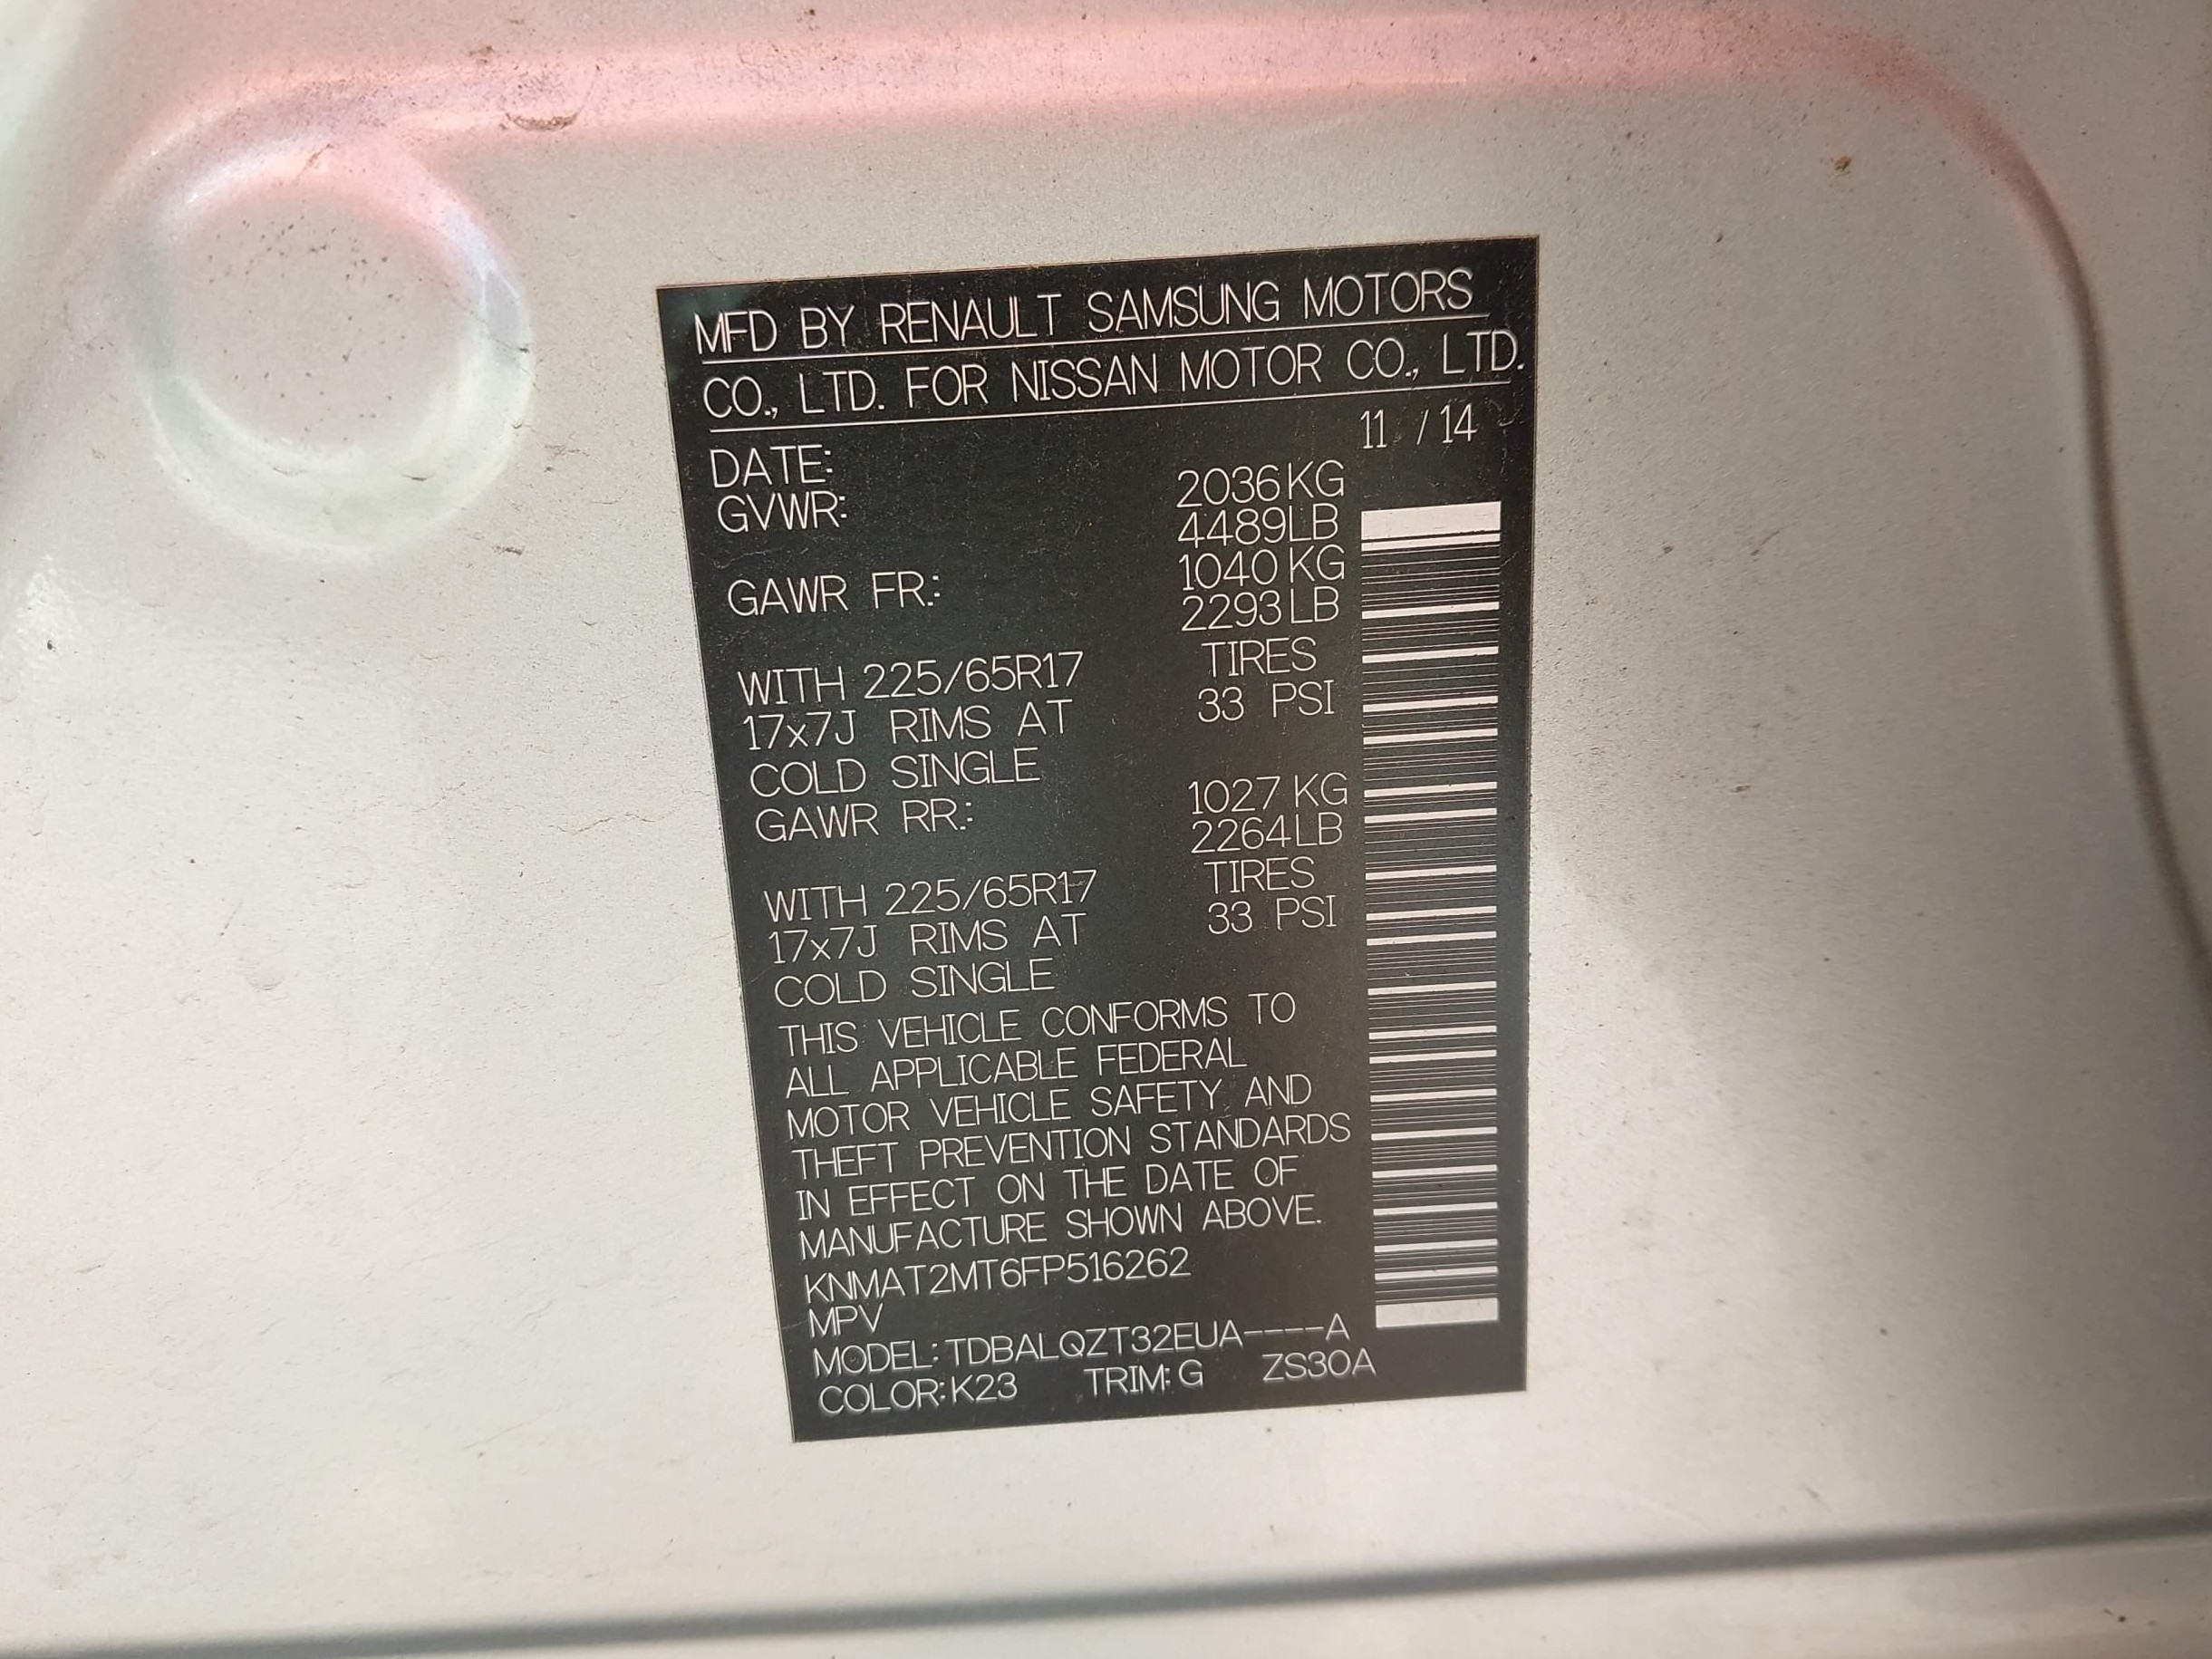 MFD BY RENAULT SAMSUNG MOTORS
CO., LTD. FOR NISSAN MOTOR CO., LTD.
DATE: 11 / 14
GVWR: 2036KG
4489LB
GAWR FR.: 1040KG
2293LB
WITH 225/65R17 TIRES
17x7J RIMS AT 33 PSI
COLD SINGLE
GAWR RR.: 1027KG
2264LB
WITH 225/65R17 TIRES
17x7J RIMS AT 33 PSI
COLD SINGLE
THIS VEHICLE CONFORMS TO
ALL APPLICABLE FEDERAL
MOTOR VEHICLE SAFETY AND
THEFT PREVENTION STANDARDS
IN EFFECT ON THE DATE OF
MANUFACTURE SHOWN ABOVE.
KNMAT2MT6FP516262
MPV
MODEL: TDBALQZT32EUA----A
COLOR: K23 TRIM: G ZS30A